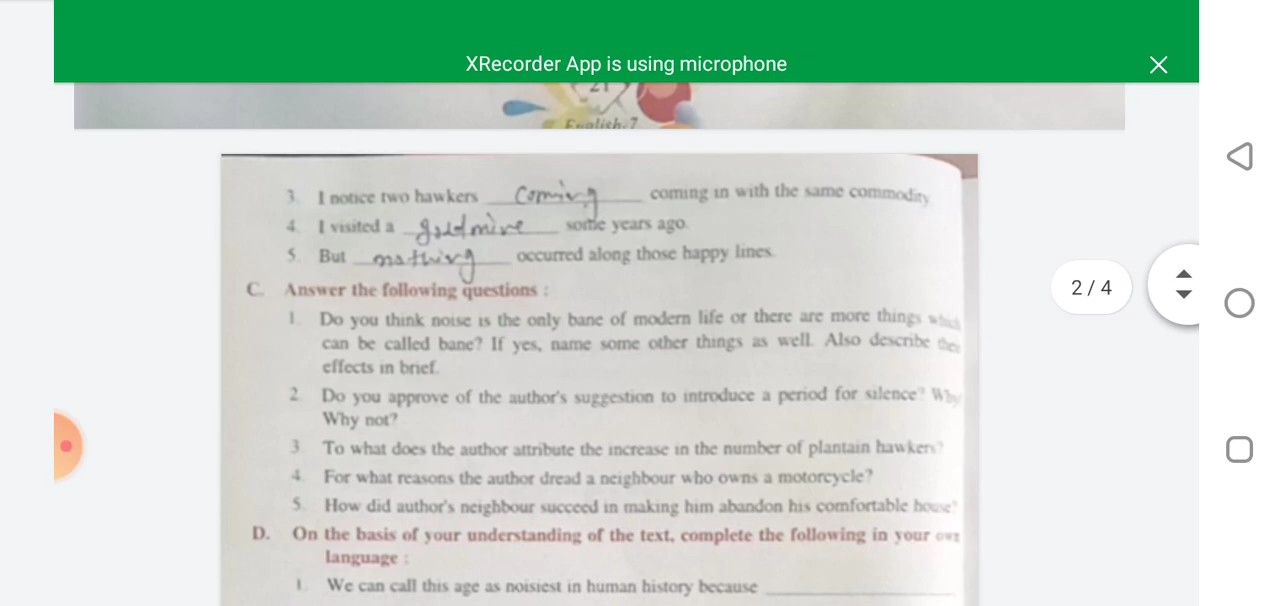 XRecorder App is using microphone
21
English-7
3. I notice two hawkers coming coming in with the same commodity.
4. I visited a goldmine some years ago.
5. But nothing occurred along those happy lines.
C. Answer the following questions :
1. Do you think noise is the only bane of modern life or there are more things which
can be called bane? If yes, name some other things as well. Also describe their
effects in brief.
2. Do you approve of the author's suggestion to introduce a period for silence? Why
Why not?
3. To what does the author attribute the increase in the number of plantain hawkers?
4. For what reasons the author dread a neighbour who owns a motorcycle?
5. How did author's neighbour succeed in making him abandon his comfortable house?
D. On the basis of your understanding of the text, complete the following in your own
language :
1. We can call this age as noisiest in human history because
2 / 4